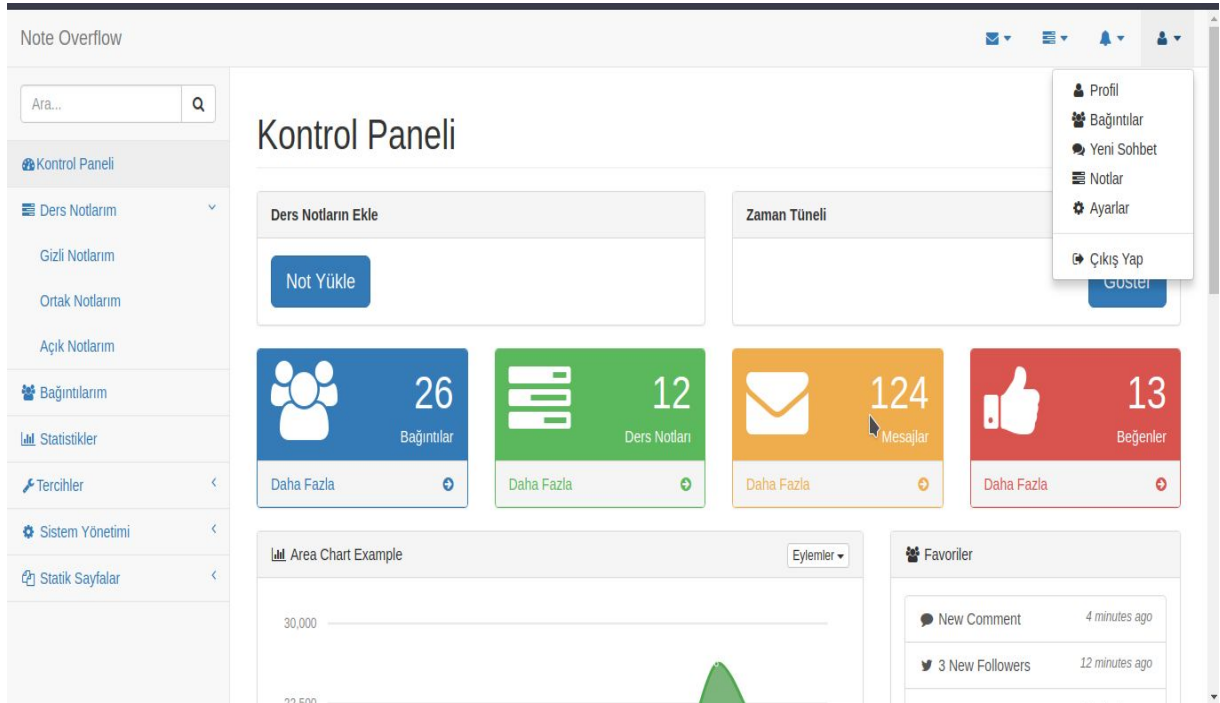 Note Overflow
Profil
Bağıntılar
Yeni Sohbet
Notlar
Ayarlar
Çıkış Yap
Ara...
Kontrol Paneli
Ders Notlarım
Gizli Notlarım
Ortak Notlarım
Açık Notlarım
Bağıntılarım
Statistikler
Tercihler
Sistem Yönetimi
Statik Sayfalar
Kontrol Paneli
Ders Notların Ekle
Not Yükle
Zaman Tüneli
Göster
26
Bağıntılar
Daha Fazla
12
Ders Notları
Daha Fazla
124
Mesajlar
Daha Fazla
13
Beğenler
Daha Fazla
Area Chart Example
Eylemler
30,000
22,500
Favoriler
New Comment 4 minutes ago
3 New Followers 12 minutes ago